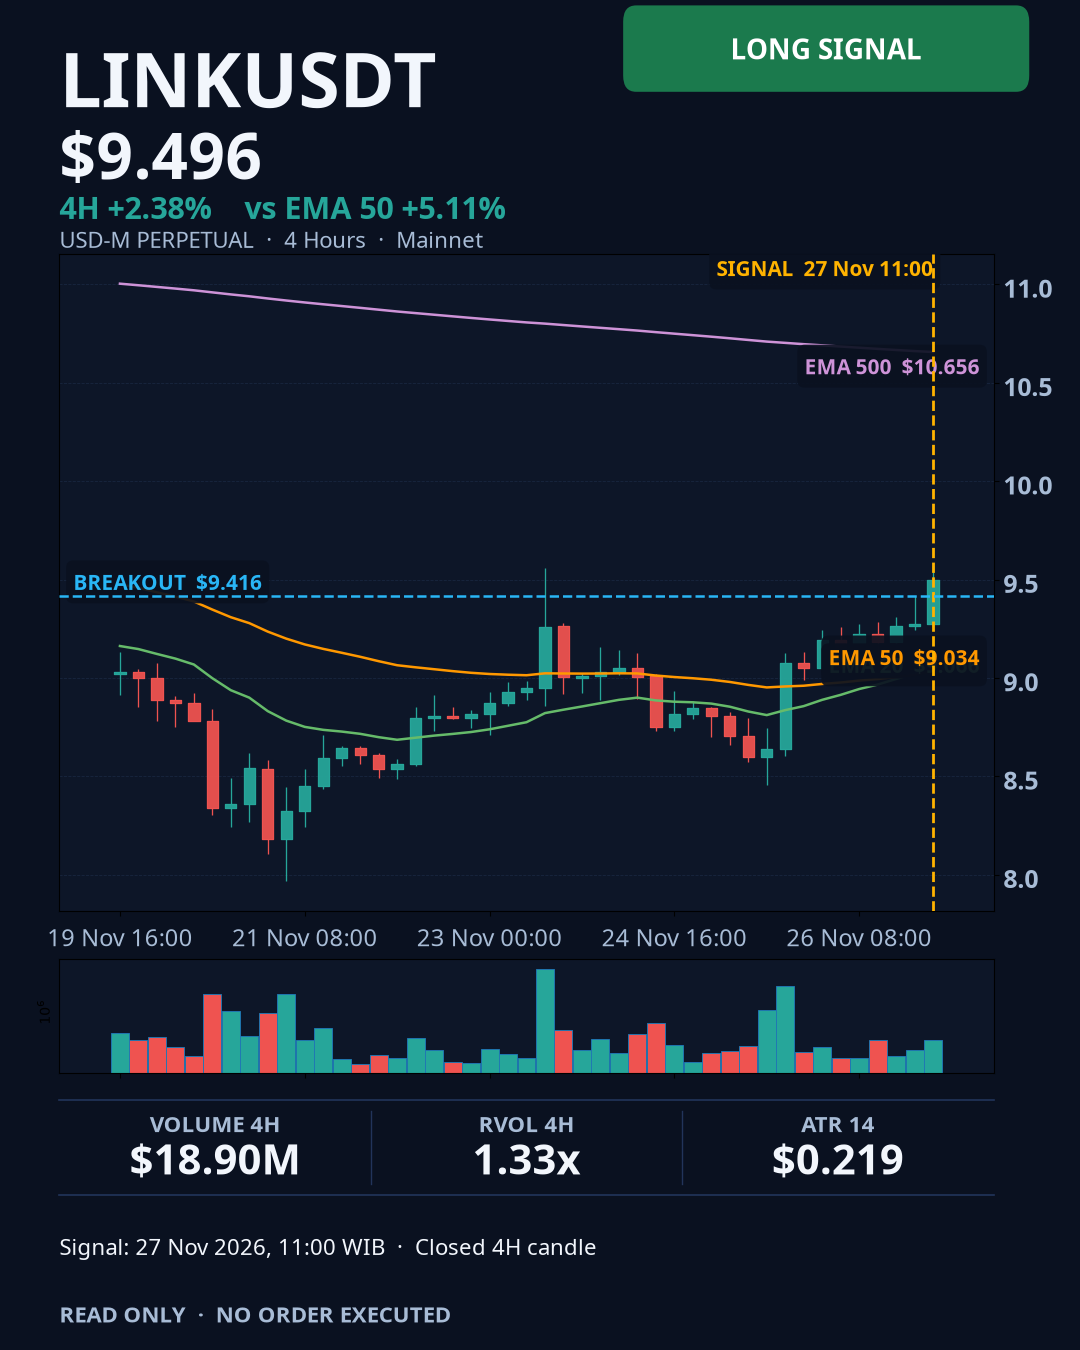 LONG SIGNAL
LINKUSDT
$9.496
4H +2.38% vs EMA 50 +5.11%
USD-M PERPETUAL · 4 Hours · Mainnet
SIGNAL 27 Nov 11:00
11.0
EMA 500 $10.656
10.5
10.0
BREAKOUT $9.416
9.5
EMA 50 $9.034
9.0
8.5
8.0
19 Nov 16:00 21 Nov 08:00 23 Nov 00:00 24 Nov 16:00 26 Nov 08:00
10⁶
VOLUME 4H RVOL 4H ATR 14
$18.90M 1.33x $0.219
Signal: 27 Nov 2026, 11:00 WIB · Closed 4H candle
READ ONLY · NO ORDER EXECUTED